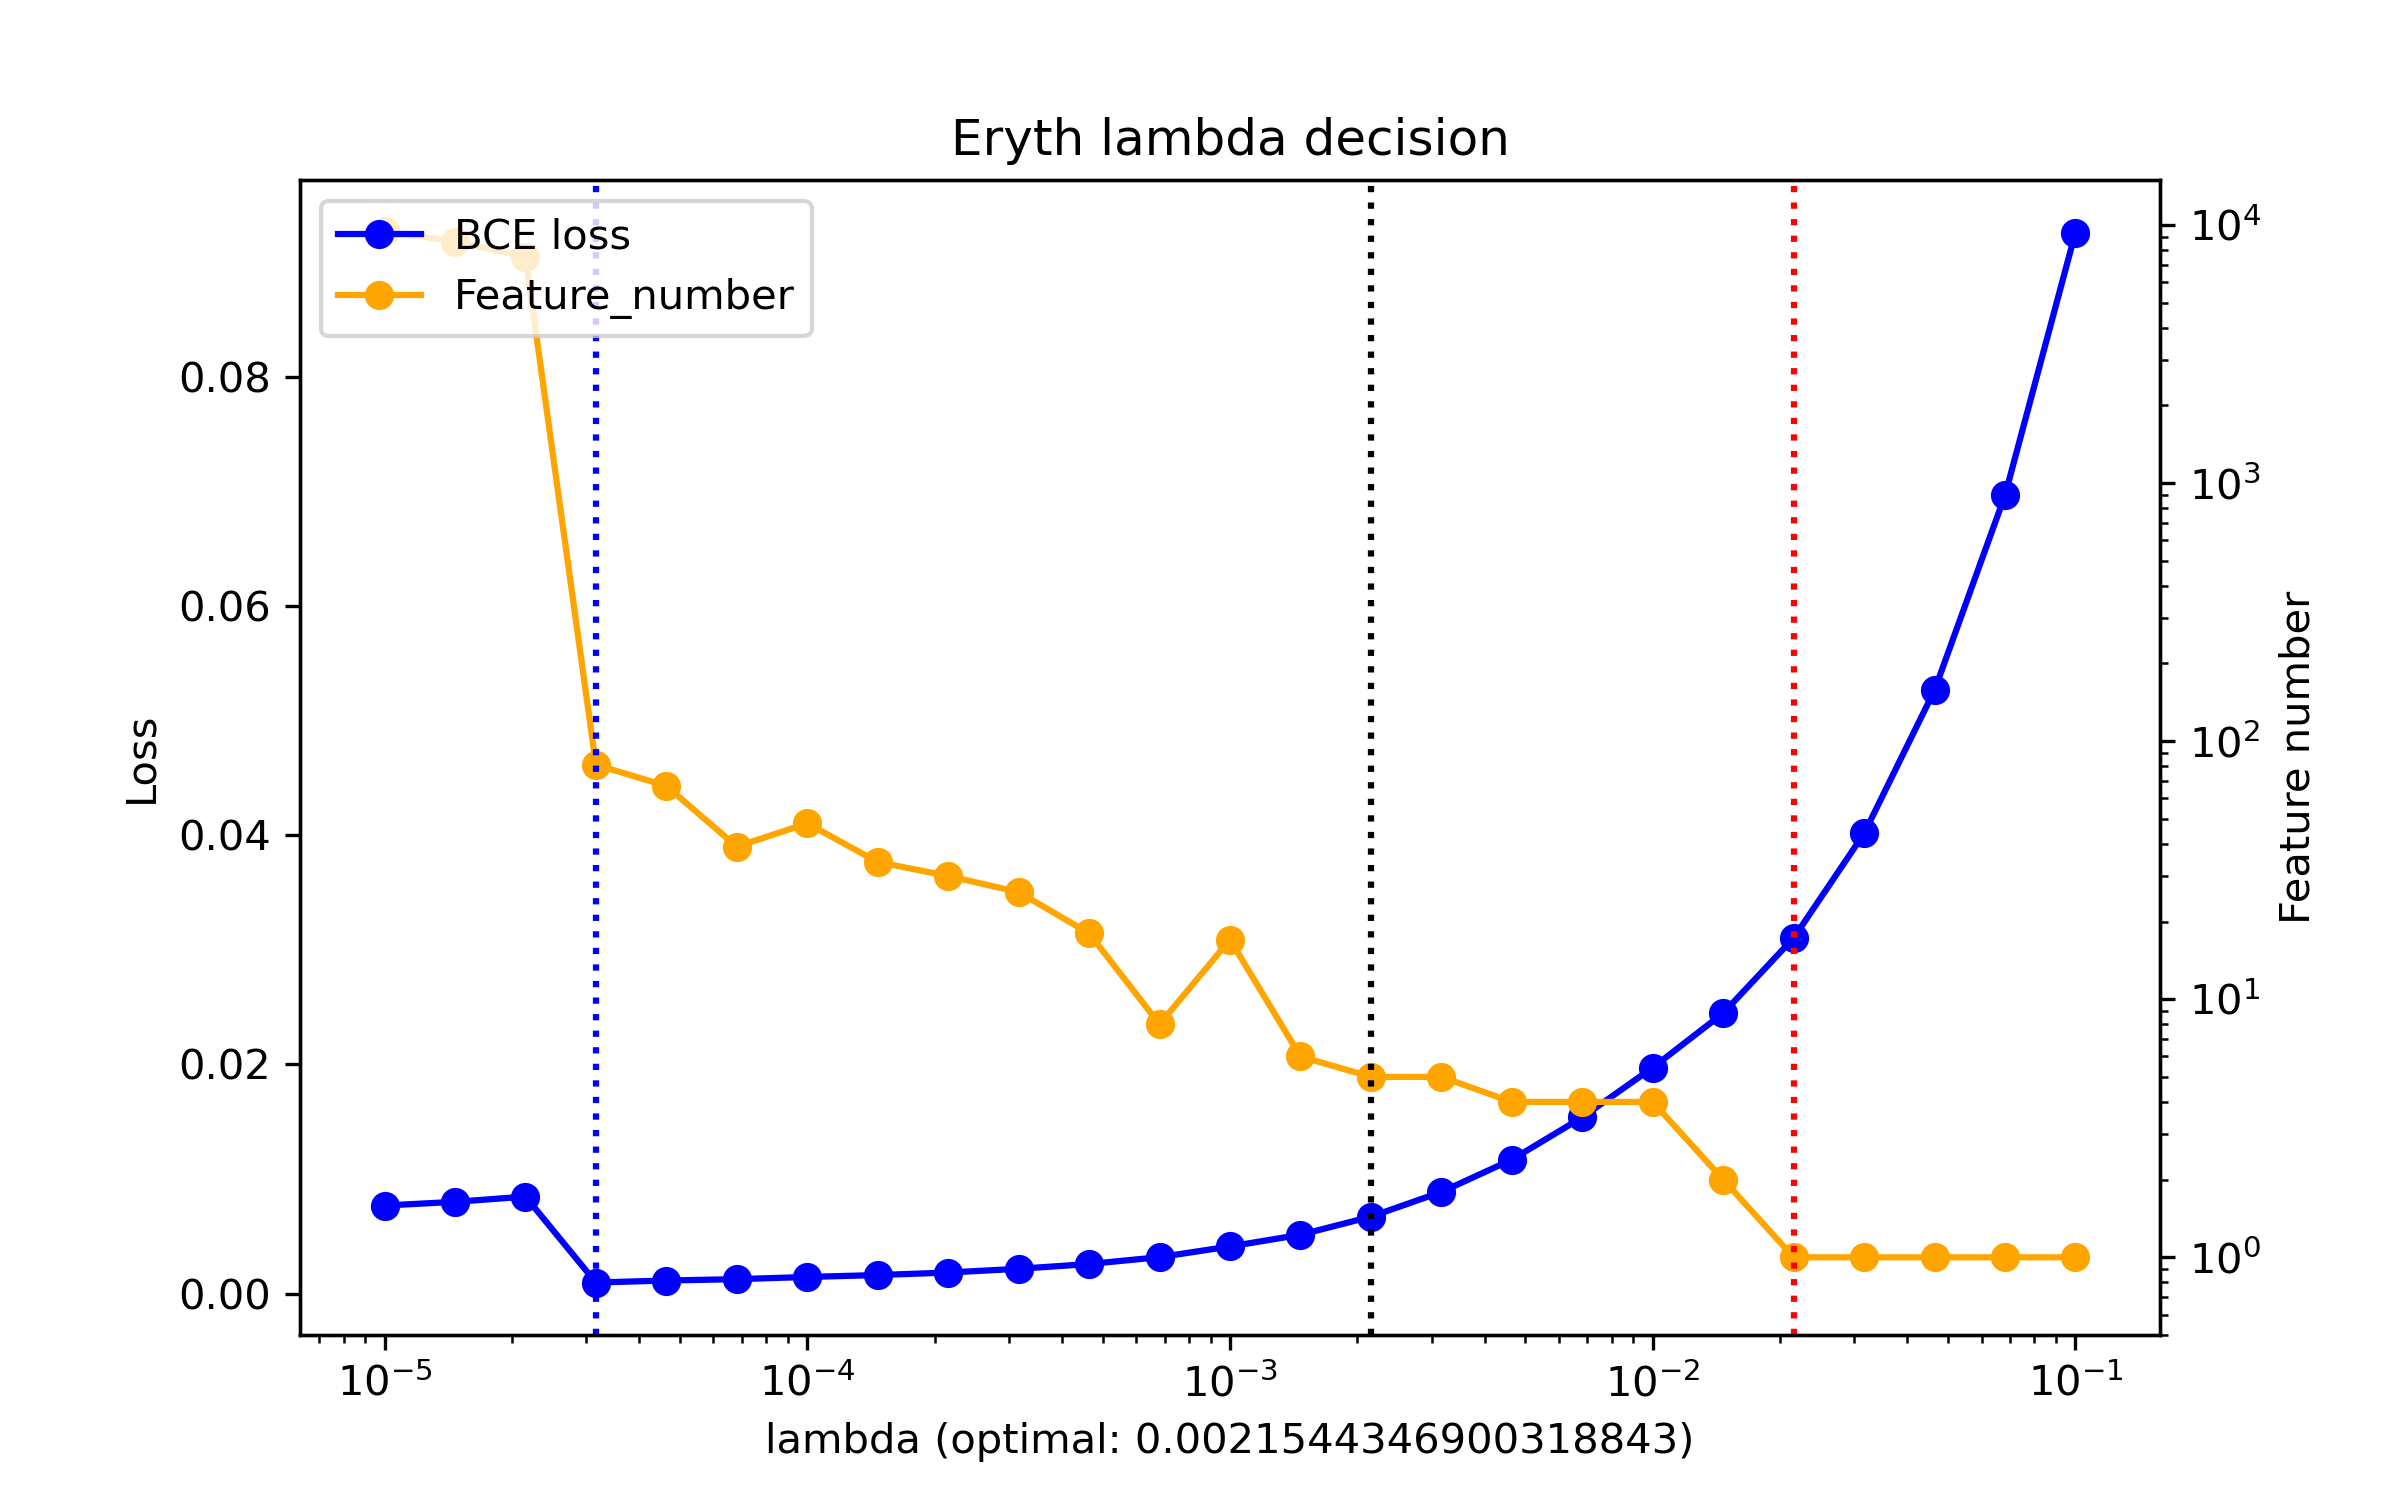 Eryth lambda decision
BCE loss
Feature_number
0.08
0.06
0.04
0.02
0.00
Loss
10⁴
10³
10²
10¹
10⁰
Feature number
10⁻⁵ 10⁻⁴ 10⁻³ 10⁻² 10⁻¹
lambda (optimal: 0.0021544346900318843)